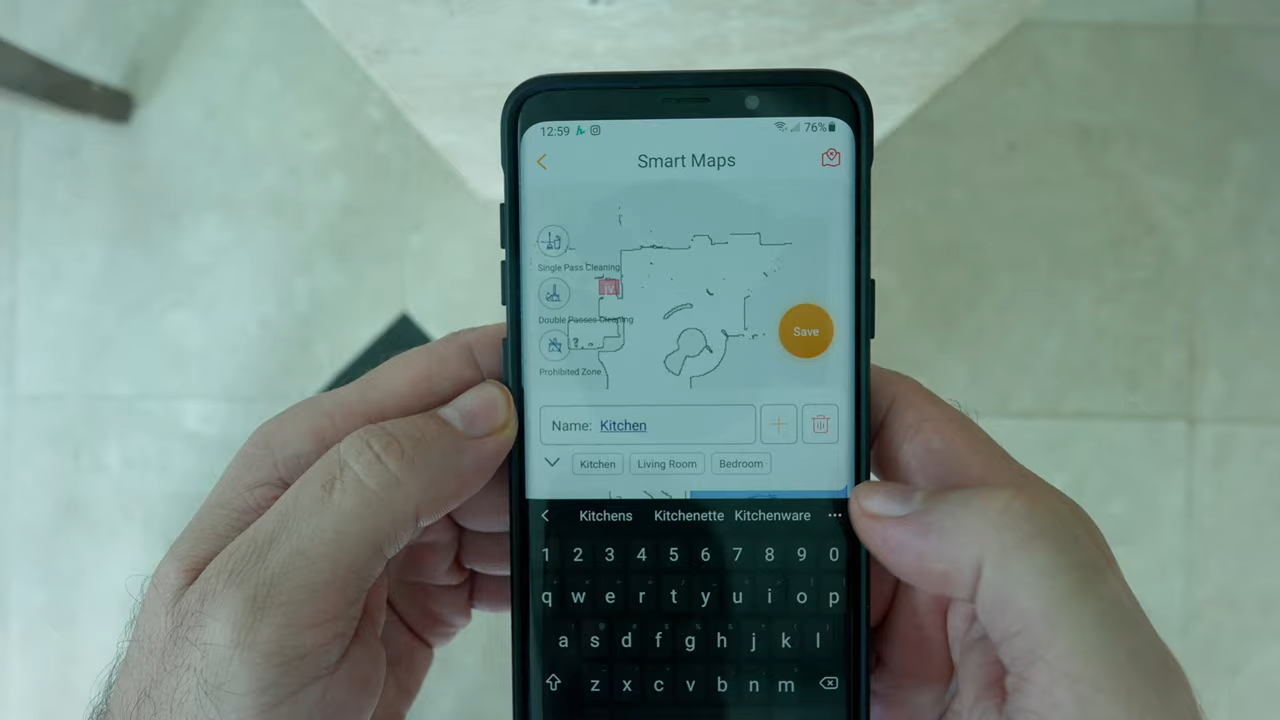 12:59 76%
Smart Maps
Single Pass Cleaning
TV
Double Passes Cleaning
Save
?
Prohibited Zone
Name: Kitchen
Kitchen Living Room Bedroom
Kitchens Kitchenette Kitchenware ...
1 2 3 4 5 6 7 8 9 0
q w e r t y u i o p
a s d f g h j k l
z x c v b n m